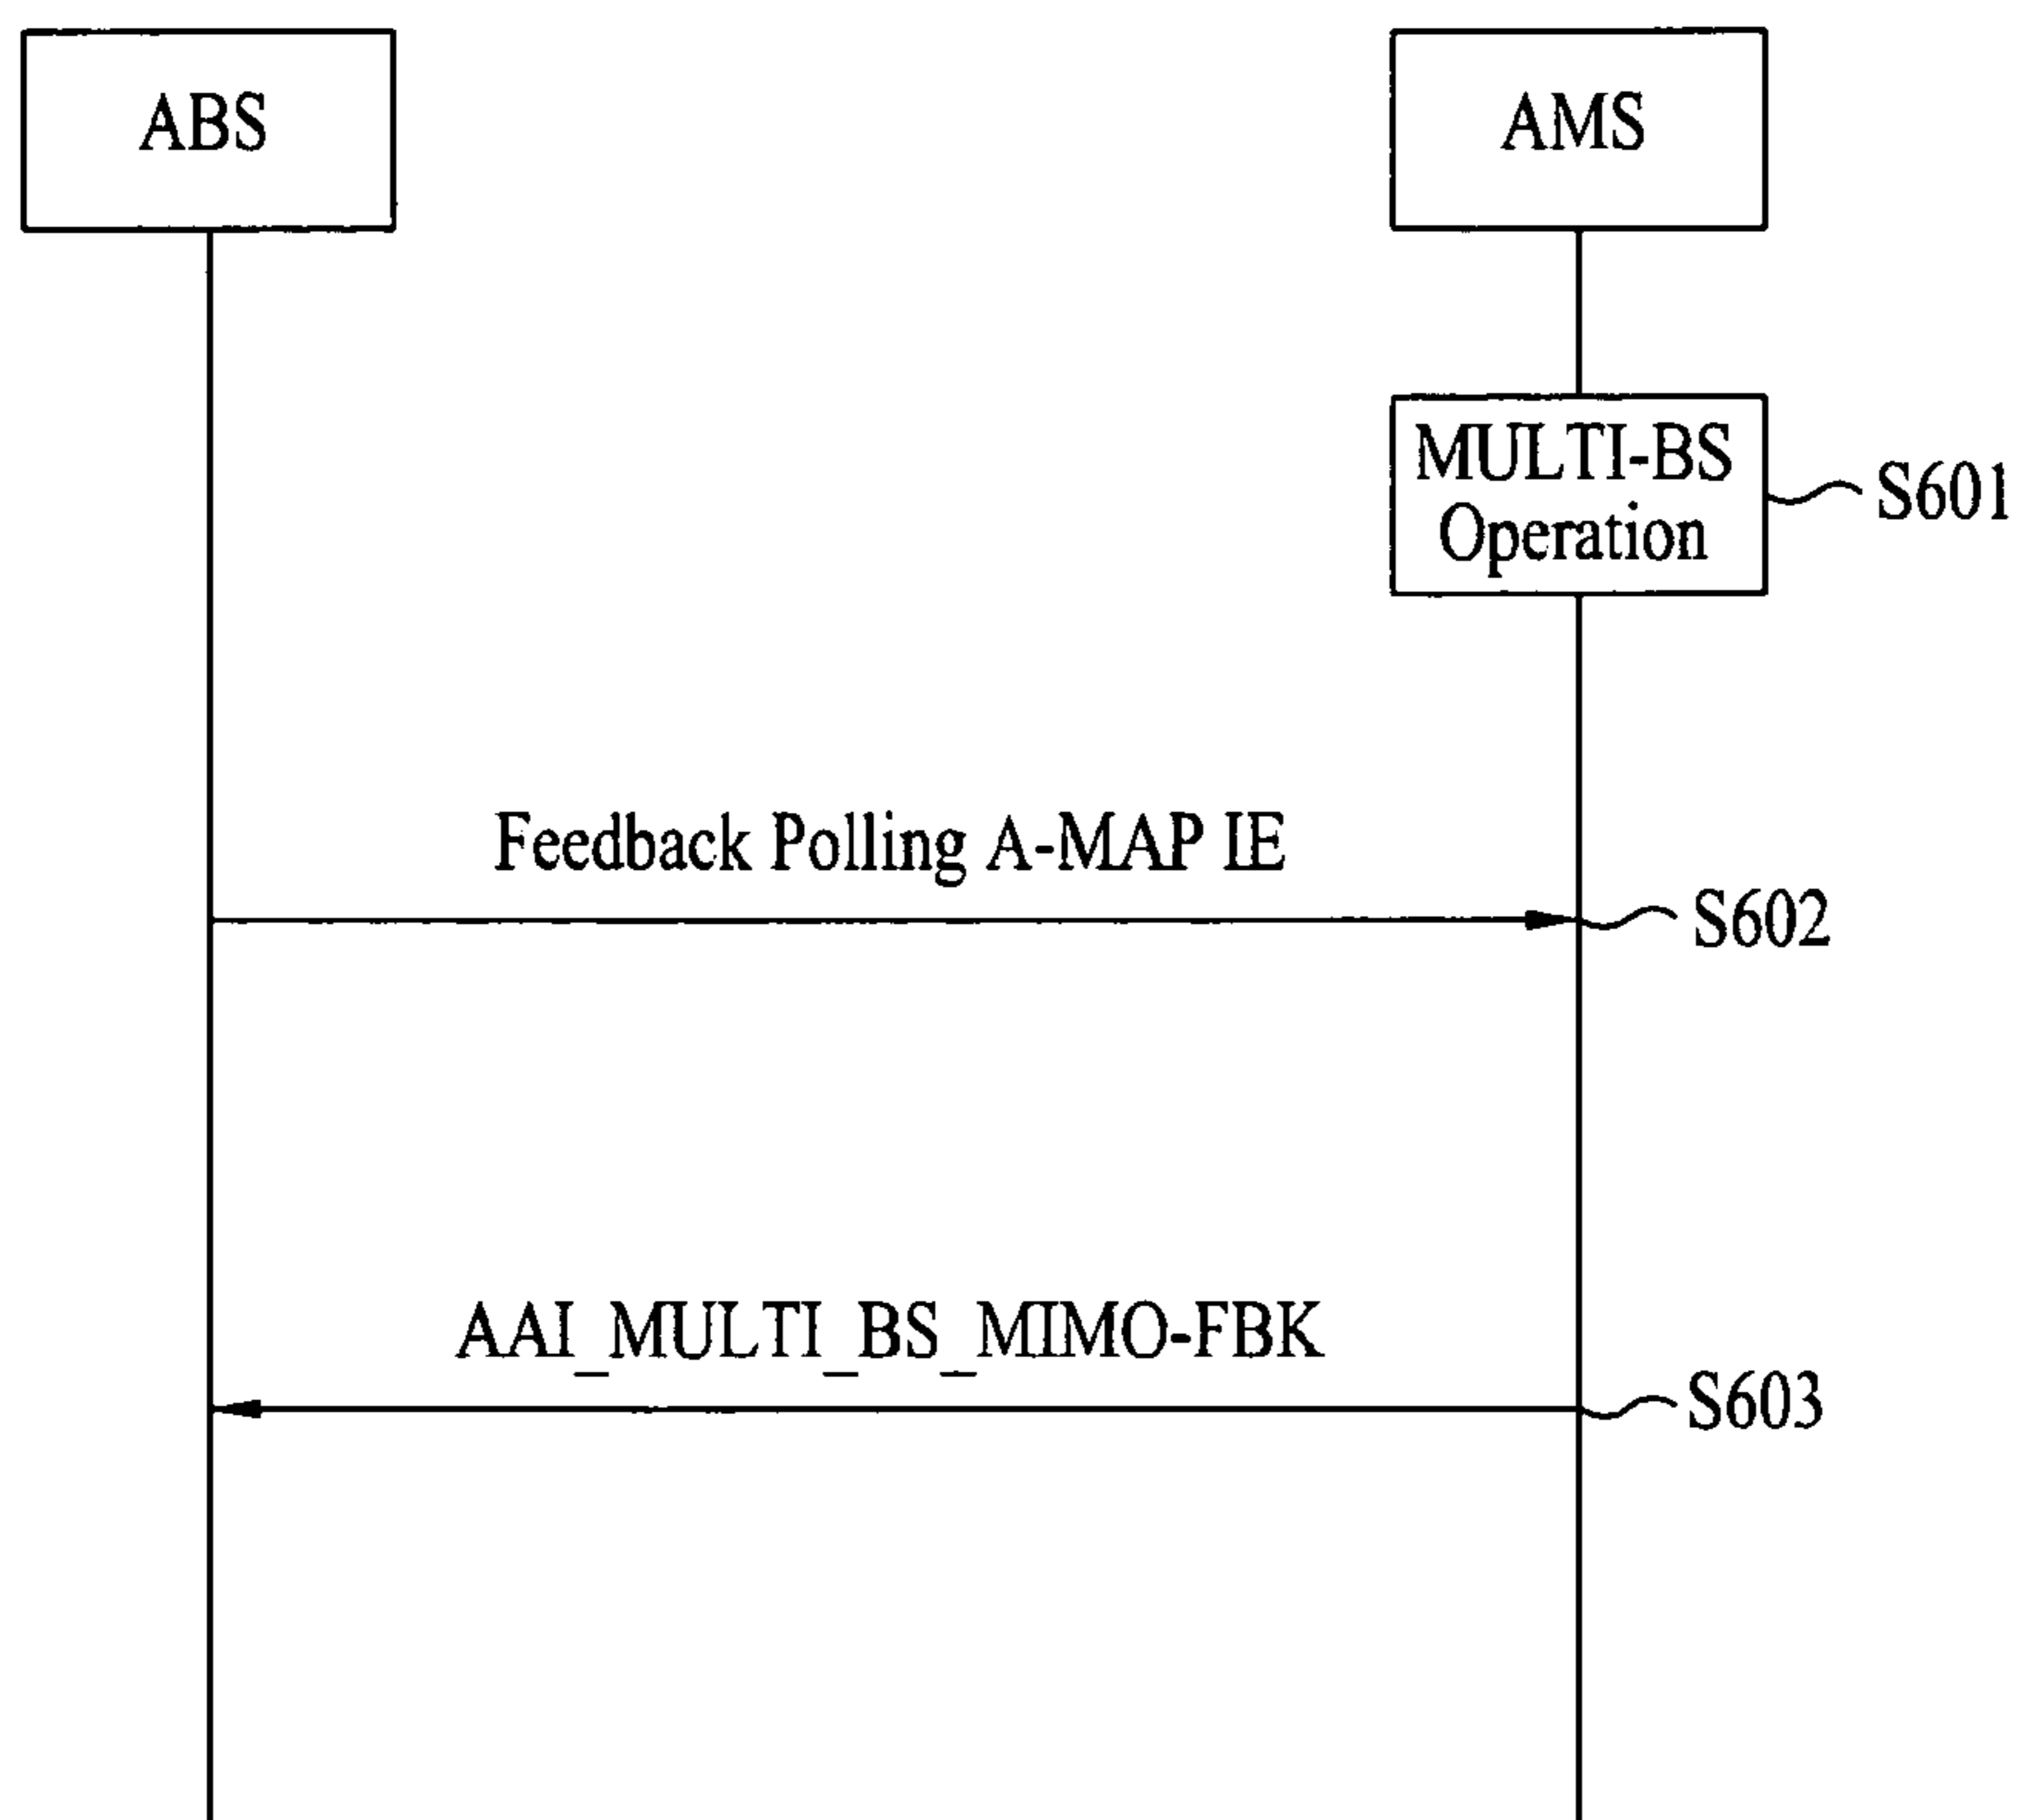 ABS
AMS
MULTI-BS
Operation
S601
Feedback Polling A-MAP IE
S602
AAI_MULTI_BS_MIMO-FBK
S603